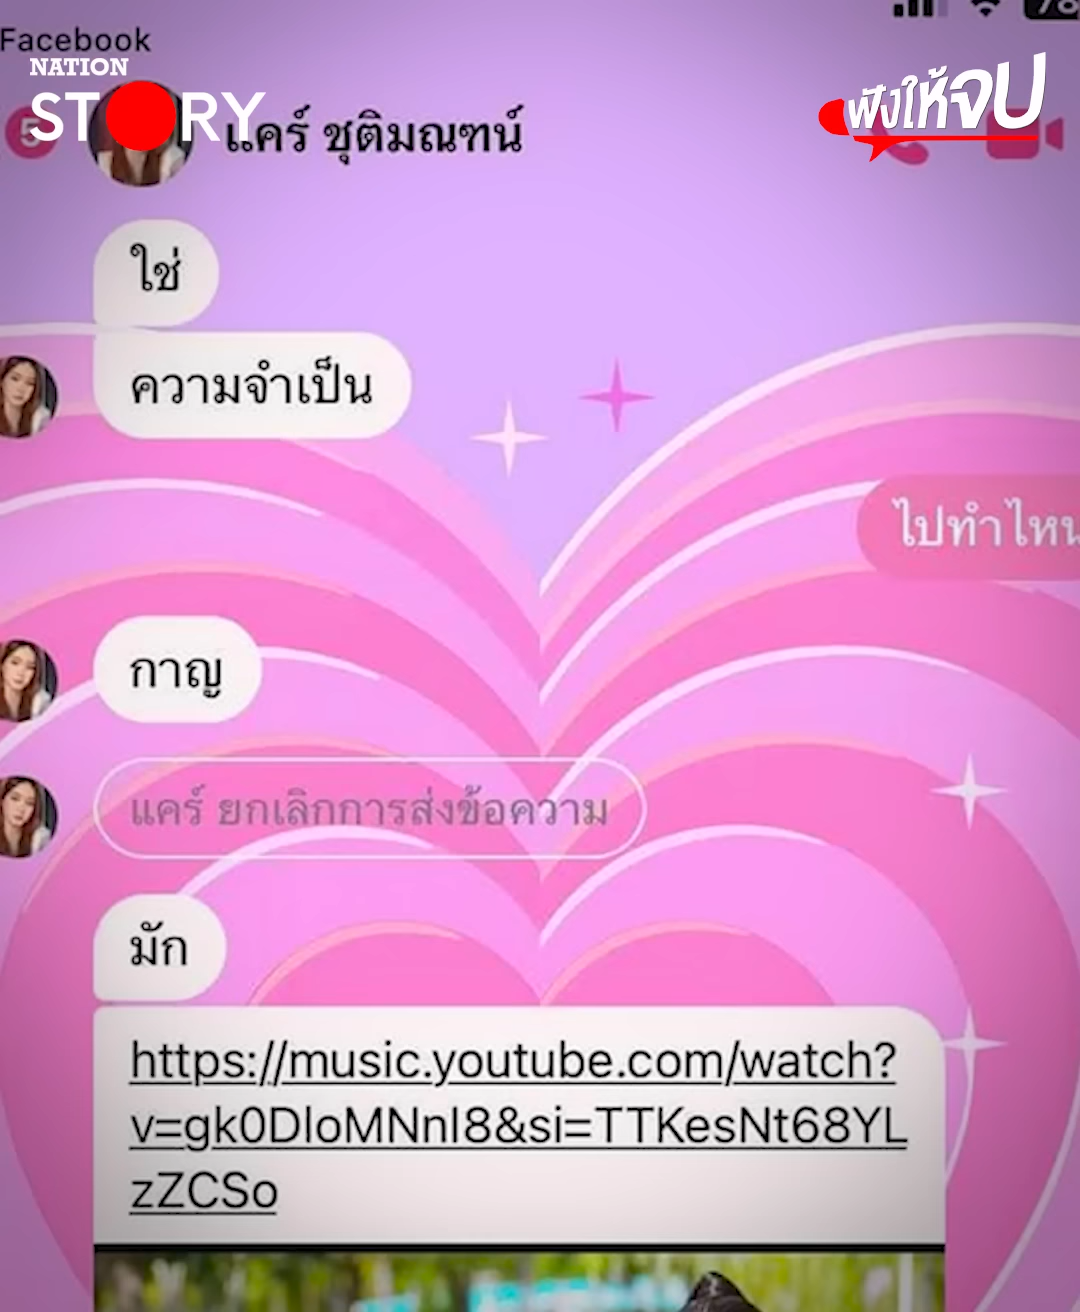 Facebook
NATION
STORY
ฟังให้จบ
5
แคร์ ชุติมณฑน์
ใช่
ความจำเป็น
ไปทำไหน
กาญ
แคร์ ยกเลิกการส่งข้อความ
มัก
https://music.youtube.com/watch?
v=gk0DloMNnI8&si=TTKesNt68YL
zZCSo